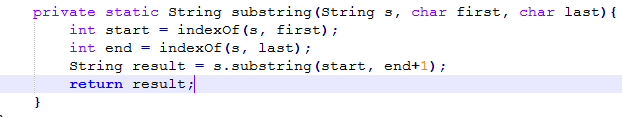 private static String substring(String s, char first, char last){
int start = indexOf(s, first);
int end = indexOf(s, last);
String result = s.substring(start, end+1);
return result;
}